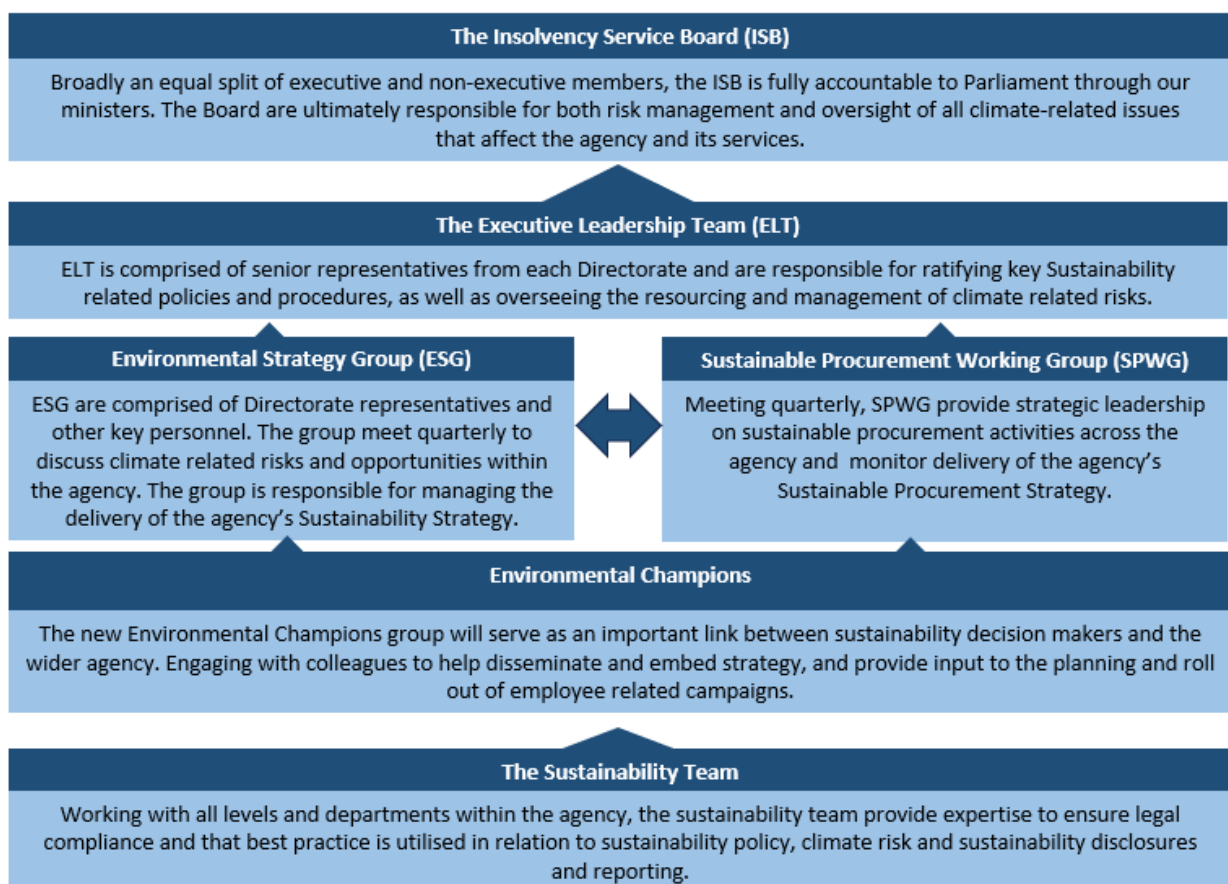 The Insolvency Service Board (ISB)
Broadly an equal split of executive and non-executive members, the ISB is fully accountable to Parliament through our
ministers. The Board are ultimately responsible for both risk management and oversight of all climate-related issues
that affect the agency and its services.
The Executive Leadership Team (ELT)
ELT is comprised of senior representatives from each Directorate and are responsible for ratifying key Sustainability
related policies and procedures, as well as overseeing the resourcing and management of climate related risks.
Environmental Strategy Group (ESG)
ESG are comprised of Directorate representatives and
other key personnel. The group meet quarterly to
discuss climate related risks and opportunities within
the agency. The group is responsible for managing the
delivery of the agency’s Sustainability Strategy.
Sustainable Procurement Working Group (SPWG)
Meeting quarterly, SPWG provide strategic leadership
on sustainable procurement activities across the
agency and  monitor delivery of the agency’s
Sustainable Procurement Strategy.
Environmental Champions
The new Environmental Champions group will serve as an important link between sustainability decision makers and the
wider agency. Engaging with colleagues to help disseminate and embed strategy, and provide input to the planning and roll
out of employee related campaigns.
The Sustainability Team
Working with all levels and departments within the agency, the sustainability team provide expertise to ensure legal
compliance and that best practice is utilised in relation to sustainability policy, climate risk and sustainability disclosures
and reporting.